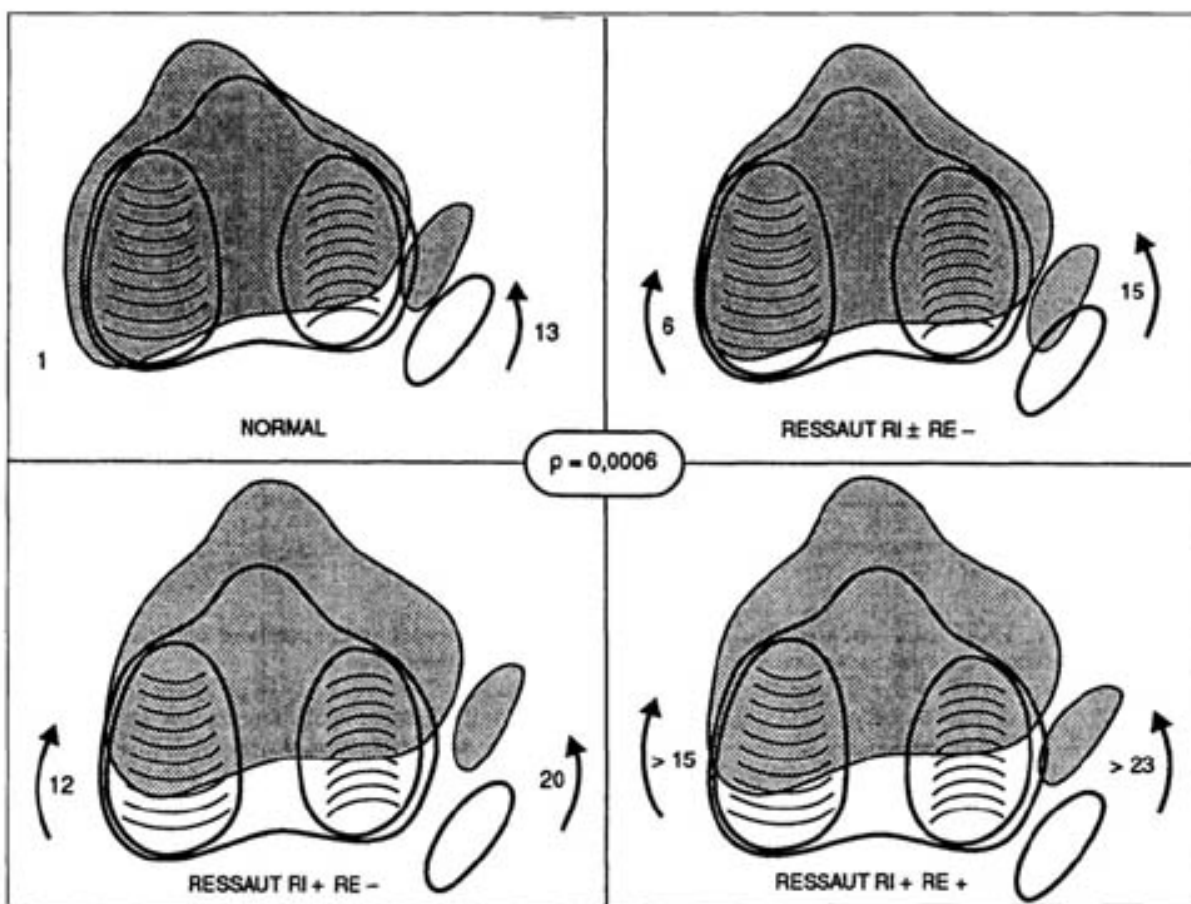 1
13
NORMAL
6
15
RESSAUT RI ± RE –
p = 0,0006
12
20
RESSAUT RI + RE –
> 15
> 23
RESSAUT RI + RE +